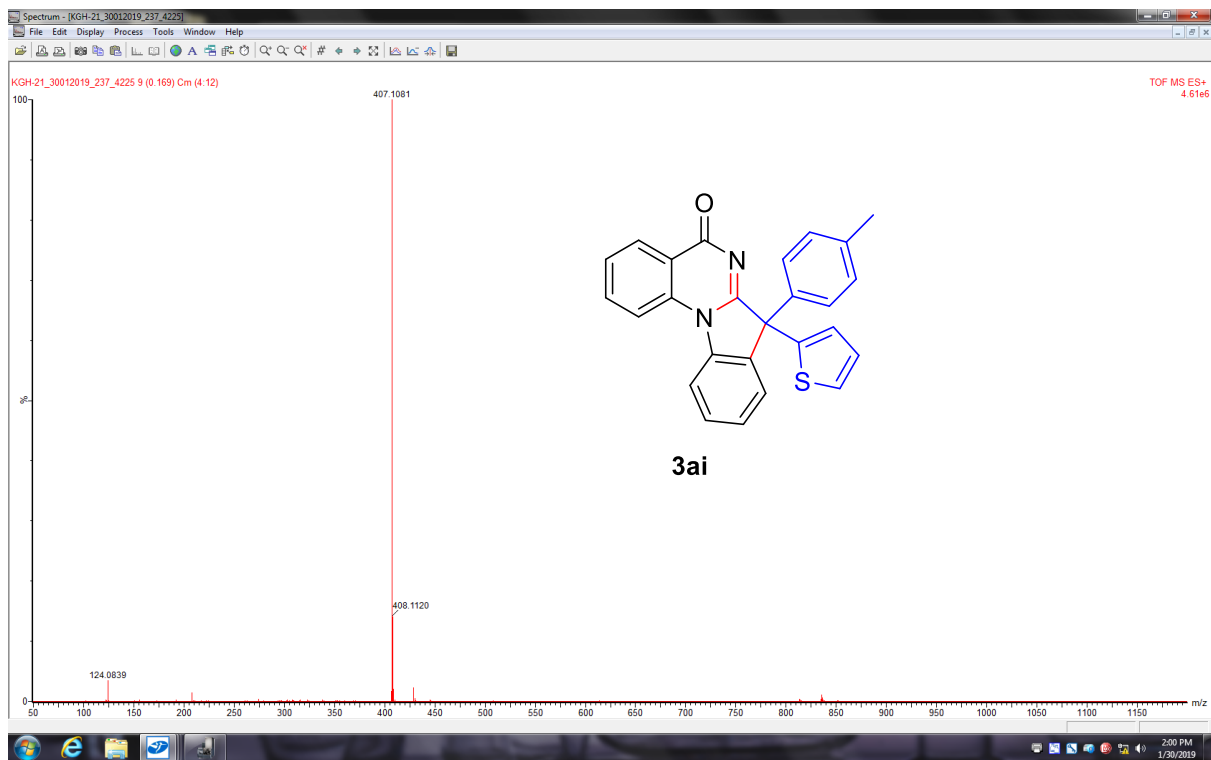 Spectrum - [KGH-21_30012019_237_4225]
File Edit Display Process Tools Window Help
KGH-21_30012019_237_4225 9 (0.169) Cm (4:12)
TOF MS ES+
4.61e6
100
407.1081
%
408.1120
124.0839
0
50 100 150 200 250 300 350 400 450 500 550 600 650 700 750 800 850 900 950 1000 1050 1100 1150 m/z
O
N
N
S
3ai
2:00 PM
1/30/2019